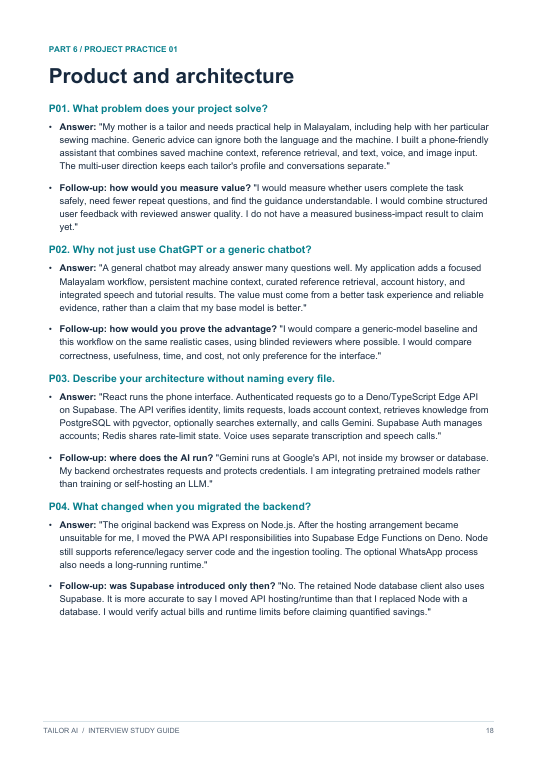 PART 6 / PROJECT PRACTICE 01
Product and architecture
P01. What problem does your project solve?
• Answer: "My mother is a tailor and needs practical help in Malayalam, including help with her particular
sewing machine. Generic advice can ignore both the language and the machine. I built a phone-friendly
assistant that combines saved machine context, reference retrieval, and text, voice, and image input.
The multi-user direction keeps each tailor's profile and conversations separate."
• Follow-up: how would you measure value? "I would measure whether users complete the task
safely, need fewer repeat questions, and find the guidance understandable. I would combine structured
user feedback with reviewed answer quality. I do not have a measured business-impact result to claim
yet."
P02. Why not just use ChatGPT or a generic chatbot?
• Answer: "A general chatbot may already answer many questions well. My application adds a focused
Malayalam workflow, persistent machine context, curated reference retrieval, account history, and
integrated speech and tutorial results. The value must come from a better task experience and reliable
evidence, rather than a claim that my base model is better."
• Follow-up: how would you prove the advantage? "I would compare a generic-model baseline and
this workflow on the same realistic cases, using blinded reviewers where possible. I would compare
correctness, usefulness, time, and cost, not only preference for the interface."
P03. Describe your architecture without naming every file.
• Answer: "React runs the phone interface. Authenticated requests go to a Deno/TypeScript Edge API
on Supabase. The API verifies identity, limits requests, loads account context, retrieves knowledge from
PostgreSQL with pgvector, optionally searches externally, and calls Gemini. Supabase Auth manages
accounts; Redis shares rate-limit state. Voice uses separate transcription and speech calls."
• Follow-up: where does the AI run? "Gemini runs at Google's API, not inside my browser or database.
My backend orchestrates requests and protects credentials. I am integrating pretrained models rather
than training or self-hosting an LLM."
P04. What changed when you migrated the backend?
• Answer: "The original backend was Express on Node.js. After the hosting arrangement became
unsuitable for me, I moved the PWA API responsibilities into Supabase Edge Functions on Deno. Node
still supports reference/legacy server code and the ingestion tooling. The optional WhatsApp process
also needs a long-running runtime."
• Follow-up: was Supabase introduced only then? "No. The retained Node database client also uses
Supabase. It is more accurate to say I moved API hosting/runtime than that I replaced Node with a
database. I would verify actual bills and runtime limits before claiming quantified savings."
TAILOR AI / INTERVIEW STUDY GUIDE
18